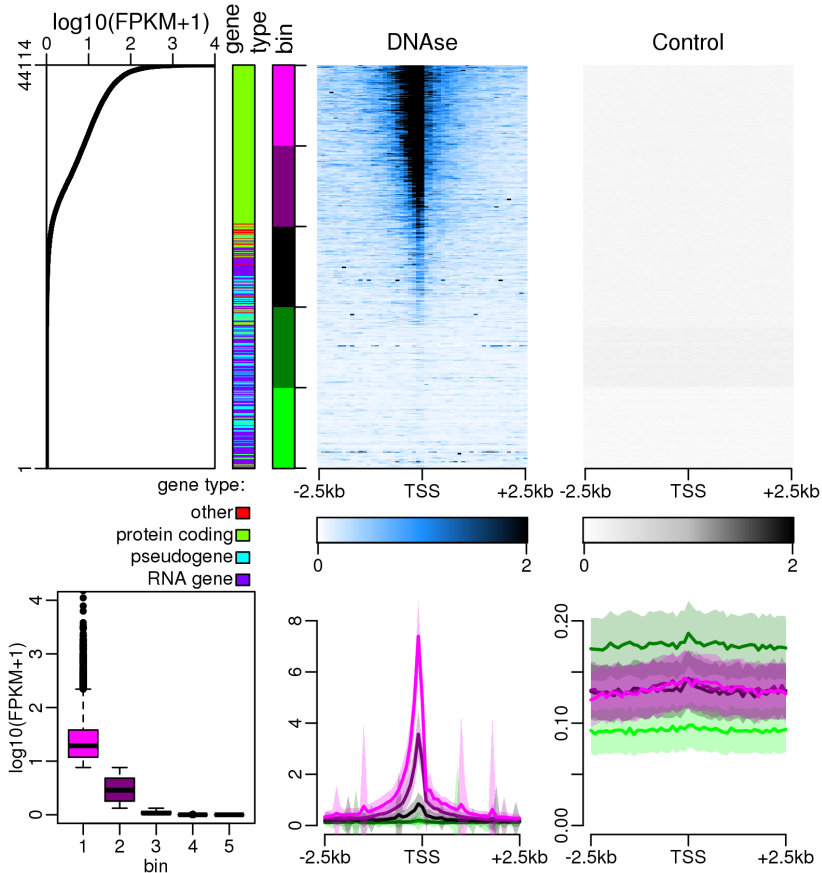 log10(FPKM+1)
0 1 2 3 4
44114
1
gene
type
bin
DNAse
Control
-2.5kb TSS +2.5kb
-2.5kb TSS +2.5kb
gene type:
other
protein coding
pseudogene
RNA gene
0 2
0 2
log10(FPKM+1)
4
3
2
1
0
1 2 3 4 5
bin
8
6
4
2
0
-2.5kb TSS +2.5kb
0.20
0.10
0.00
-2.5kb TSS +2.5kb